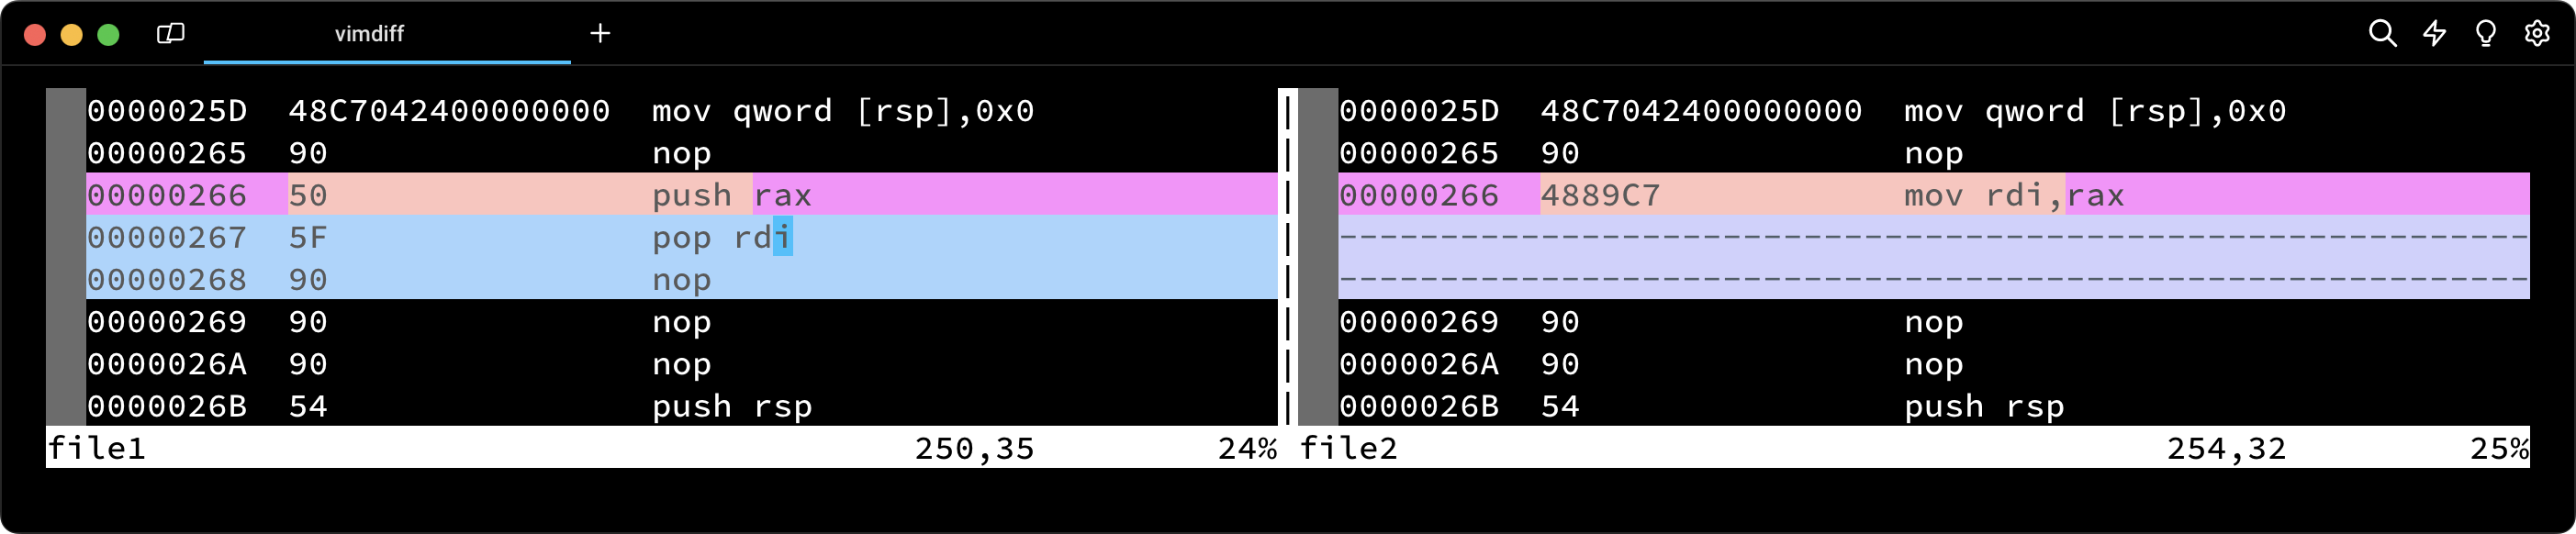 vimdiff +
0000025D  48C7042400000000  mov qword [rsp],0x0 | 0000025D  48C7042400000000  mov qword [rsp],0x0
00000265  90                nop | 00000265  90                nop
00000266  50                push rax | 00000266  4889C7            mov rdi,rax
00000267  5F                pop rdi | -----------------------------------------------------------
00000268  90                nop | -----------------------------------------------------------
00000269  90                nop | 00000269  90                nop
0000026A  90                nop | 0000026A  90                nop
0000026B  54                push rsp | 0000026B  54                push rsp
file1 250,35 24% file2 254,32 25%